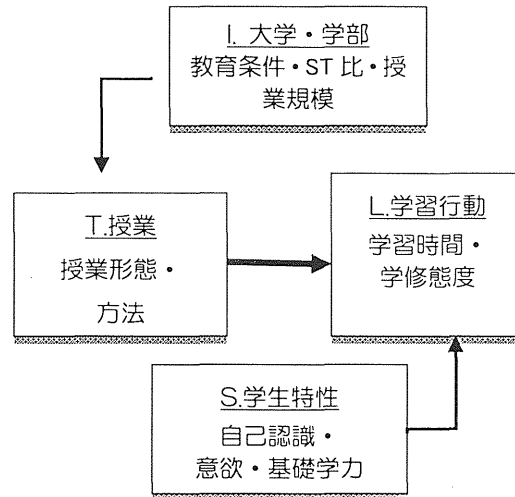 I. 大学・学部
教育条件・ST 比・授
業規模
T.授業
授業形態・
方法
L.学習行動
学習時間・
学修態度
S.学生特性
自己認識・
意欲・基礎学力